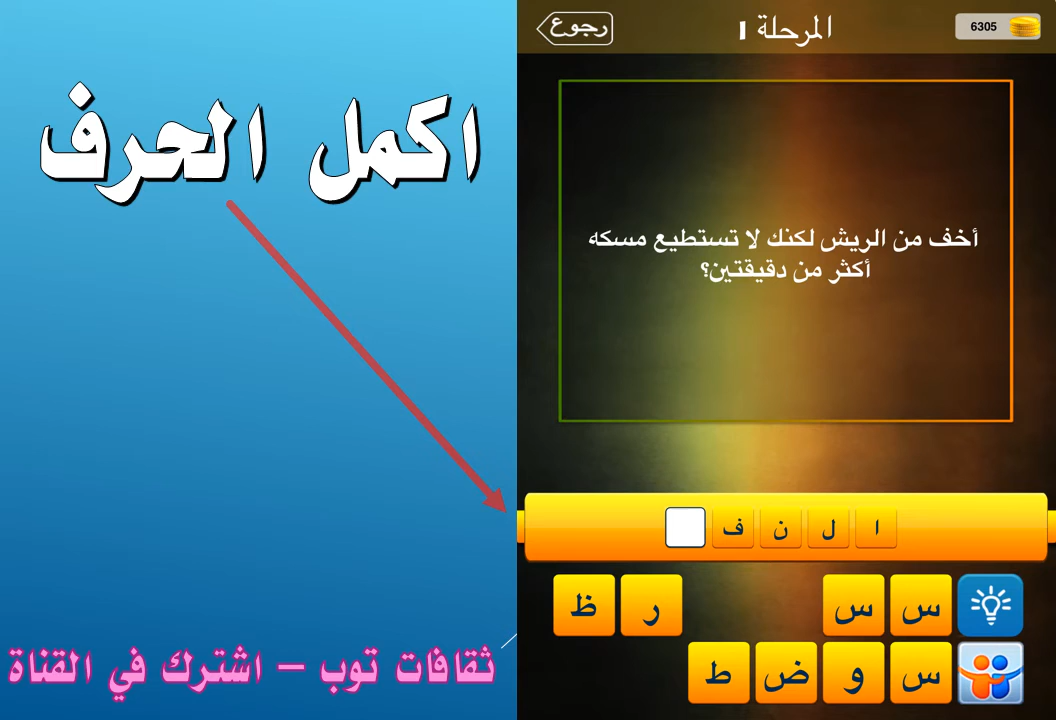 اكمل الحرف
ثقافات توب – اشترك في القناة
رجوع
المرحلة 1
6305
أخف من الريش لكنك لا تستطيع مسكه
أكثر من دقيقتين؟
ا ل ن ف
س س ر ظ
س و ض ط